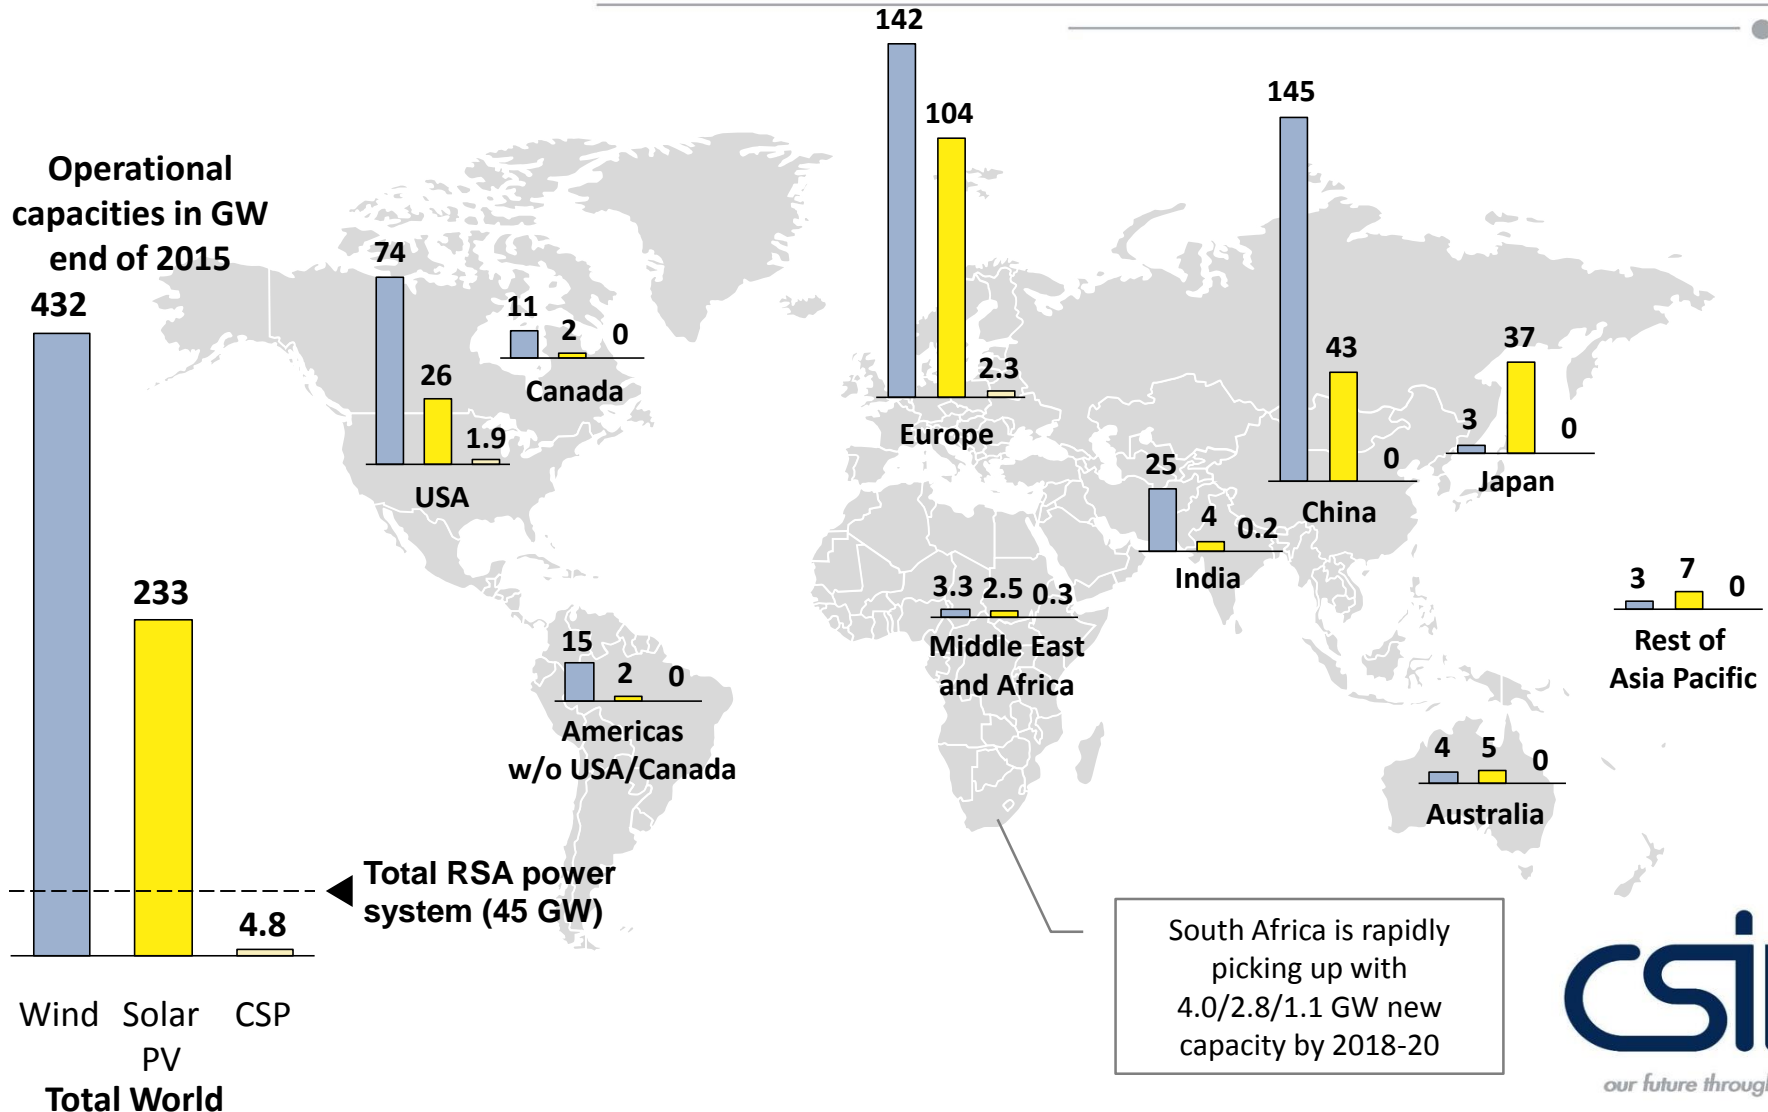 Operational
capacities in GW
end of 2015
432
233
4.8
Total RSA power
system (45 GW)
Wind Solar CSP
PV
Total World
74
26
1.9
USA
11 2 0
Canada
15 2 0
Americas
w/o USA/Canada
142
104
2.3
Europe
3.3 2.5 0.3
Middle East
and Africa
25
4 0.2
India
145
43
0
China
37
3 0
Japan
3 7 0
Rest of
Asia Pacific
4 5 0
Australia
South Africa is rapidly
picking up with
4.0/2.8/1.1 GW new
capacity by 2018-20
csi
our future through